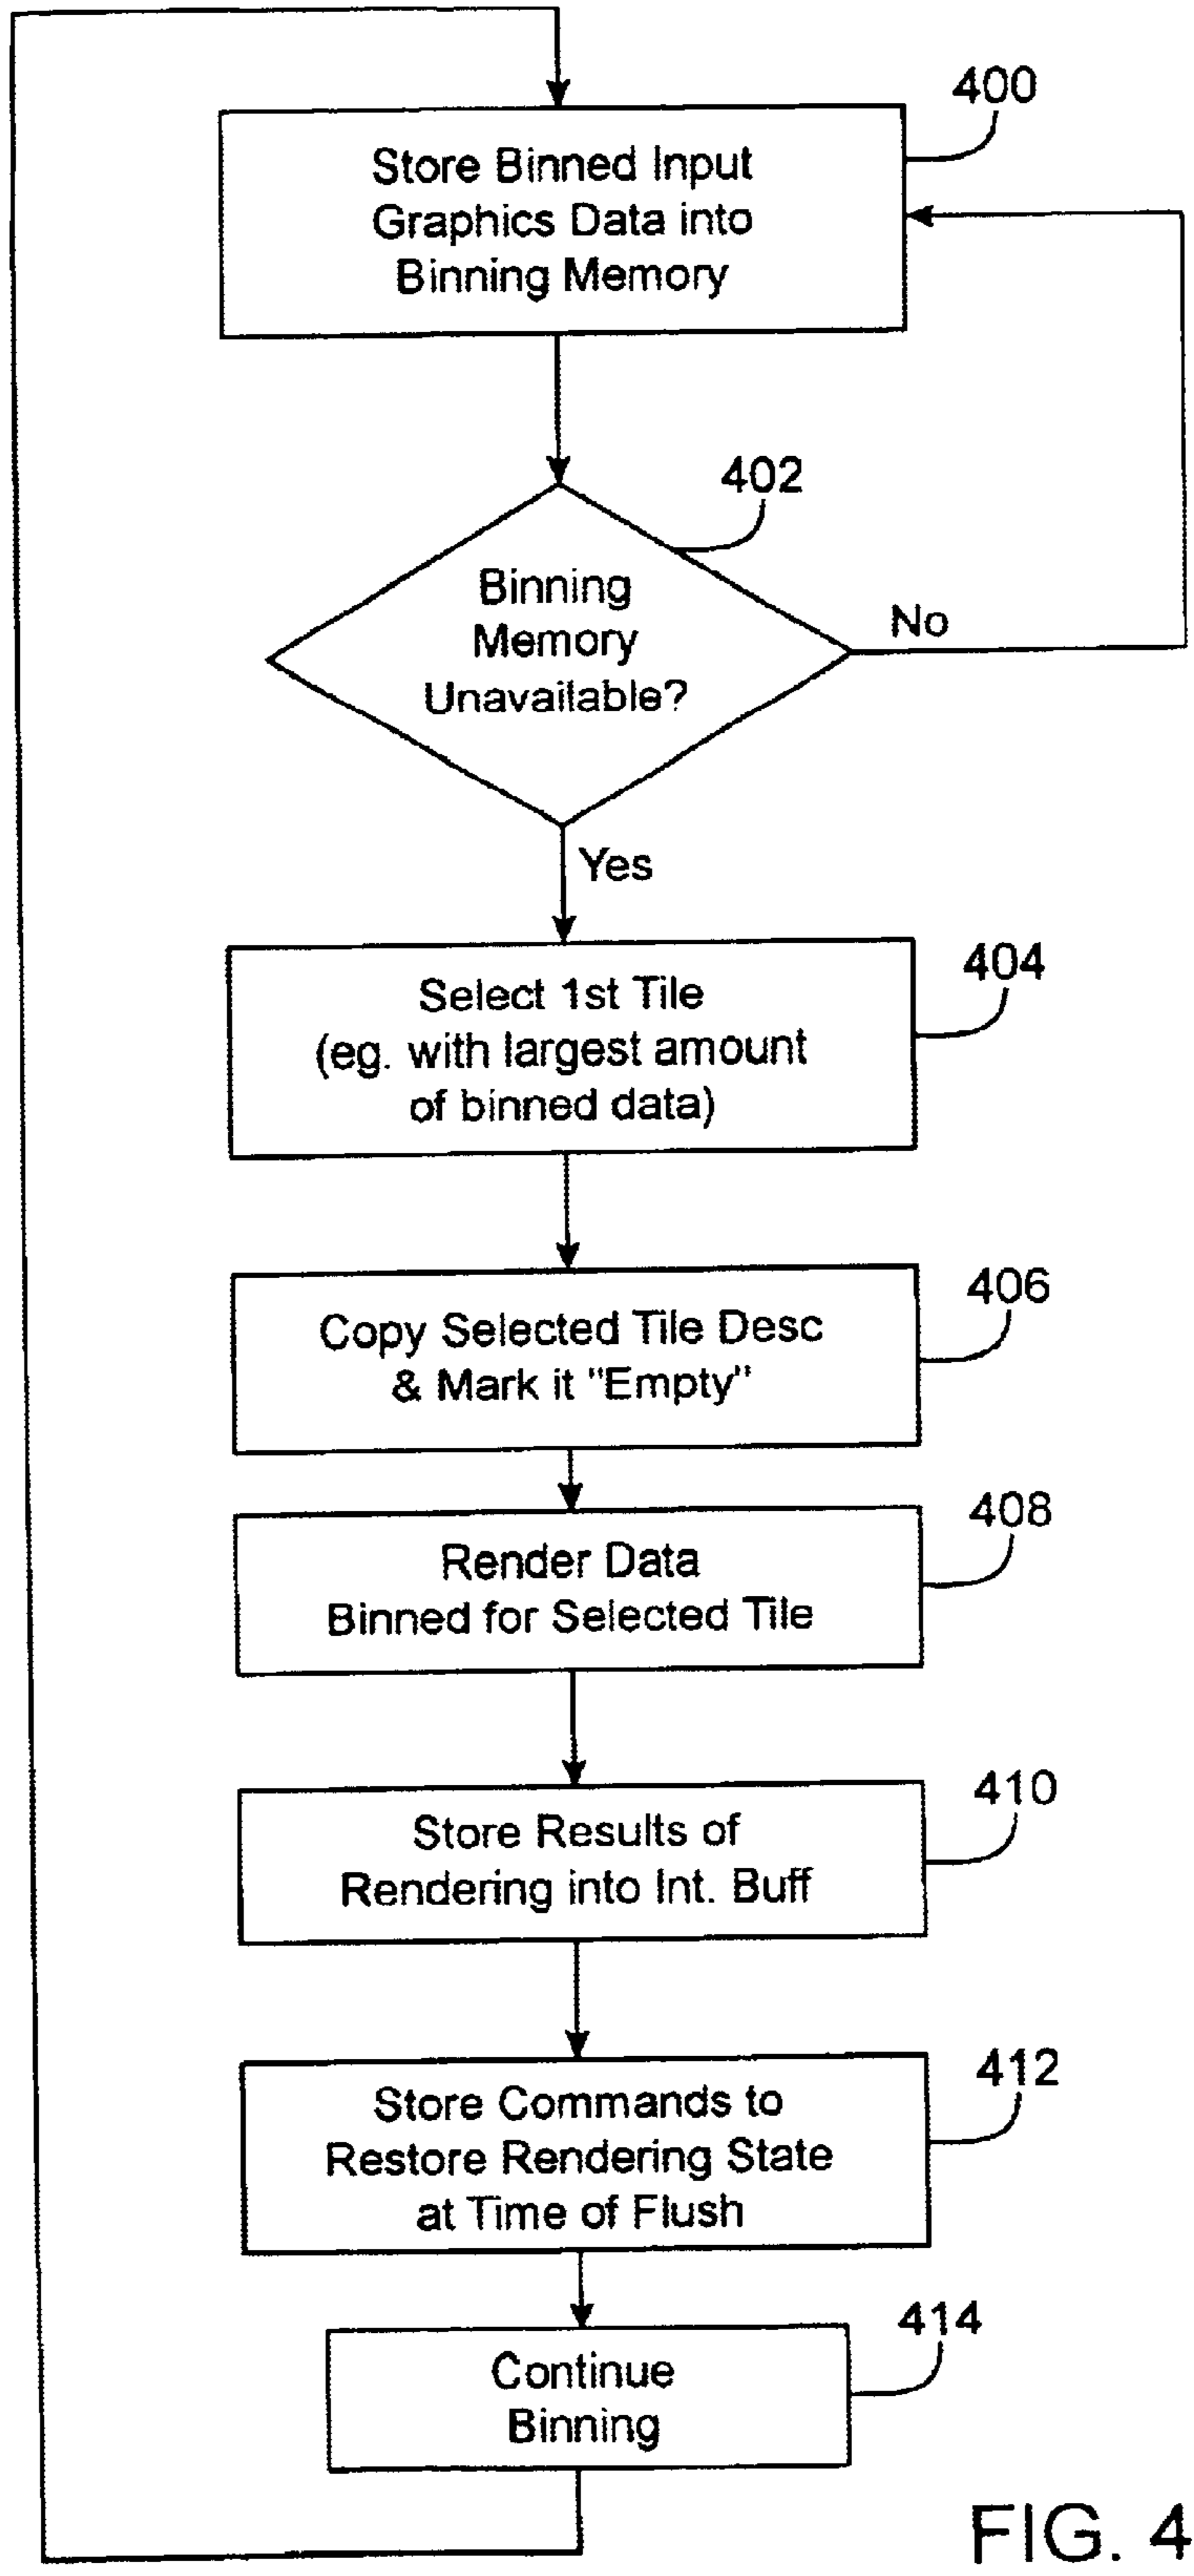 400
Store Binned Input
Graphics Data into
Binning Memory
402
Binning
Memory
Unavailable?
No
Yes
404
Select 1st Tile
(eg. with largest amount
of binned data)
406
Copy Selected Tile Desc
& Mark it "Empty"
408
Render Data
Binned for Selected Tile
410
Store Results of
Rendering into Int. Buff
412
Store Commands to
Restore Rendering State
at Time of Flush
414
Continue
Binning
FIG. 4